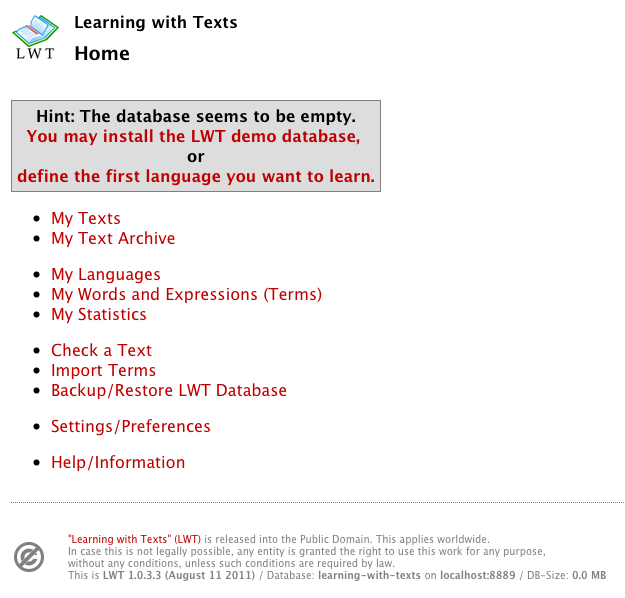 Learning with Texts
LWT
Home
Hint: The database seems to be empty.
You may install the LWT demo database,
or
define the first language you want to learn.
My Texts
My Text Archive
My Languages
My Words and Expressions (Terms)
My Statistics
Check a Text
Import Terms
Backup/Restore LWT Database
Settings/Preferences
Help/Information
"Learning with Texts" (LWT) is released into the Public Domain. This applies worldwide.
In case this is not legally possible, any entity is granted the right to use this work for any purpose,
without any conditions, unless such conditions are required by law.
This is LWT 1.0.3.3 (August 11 2011) / Database: learning-with-texts on localhost:8889 / DB-Size: 0.0 MB